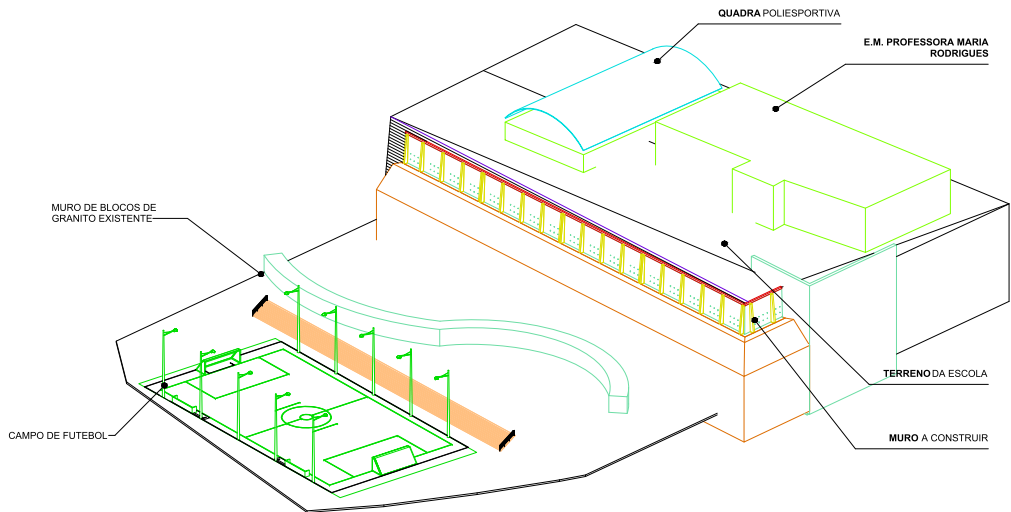 QUADRA POLIESPORTIVA
E.M. PROFESSORA MARIA
RODRIGUES
MURO DE BLOCOS DE
GRANITO EXISTENTE
TERRENO DA ESCOLA
CAMPO DE FUTEBOL
MURO A CONSTRUIR